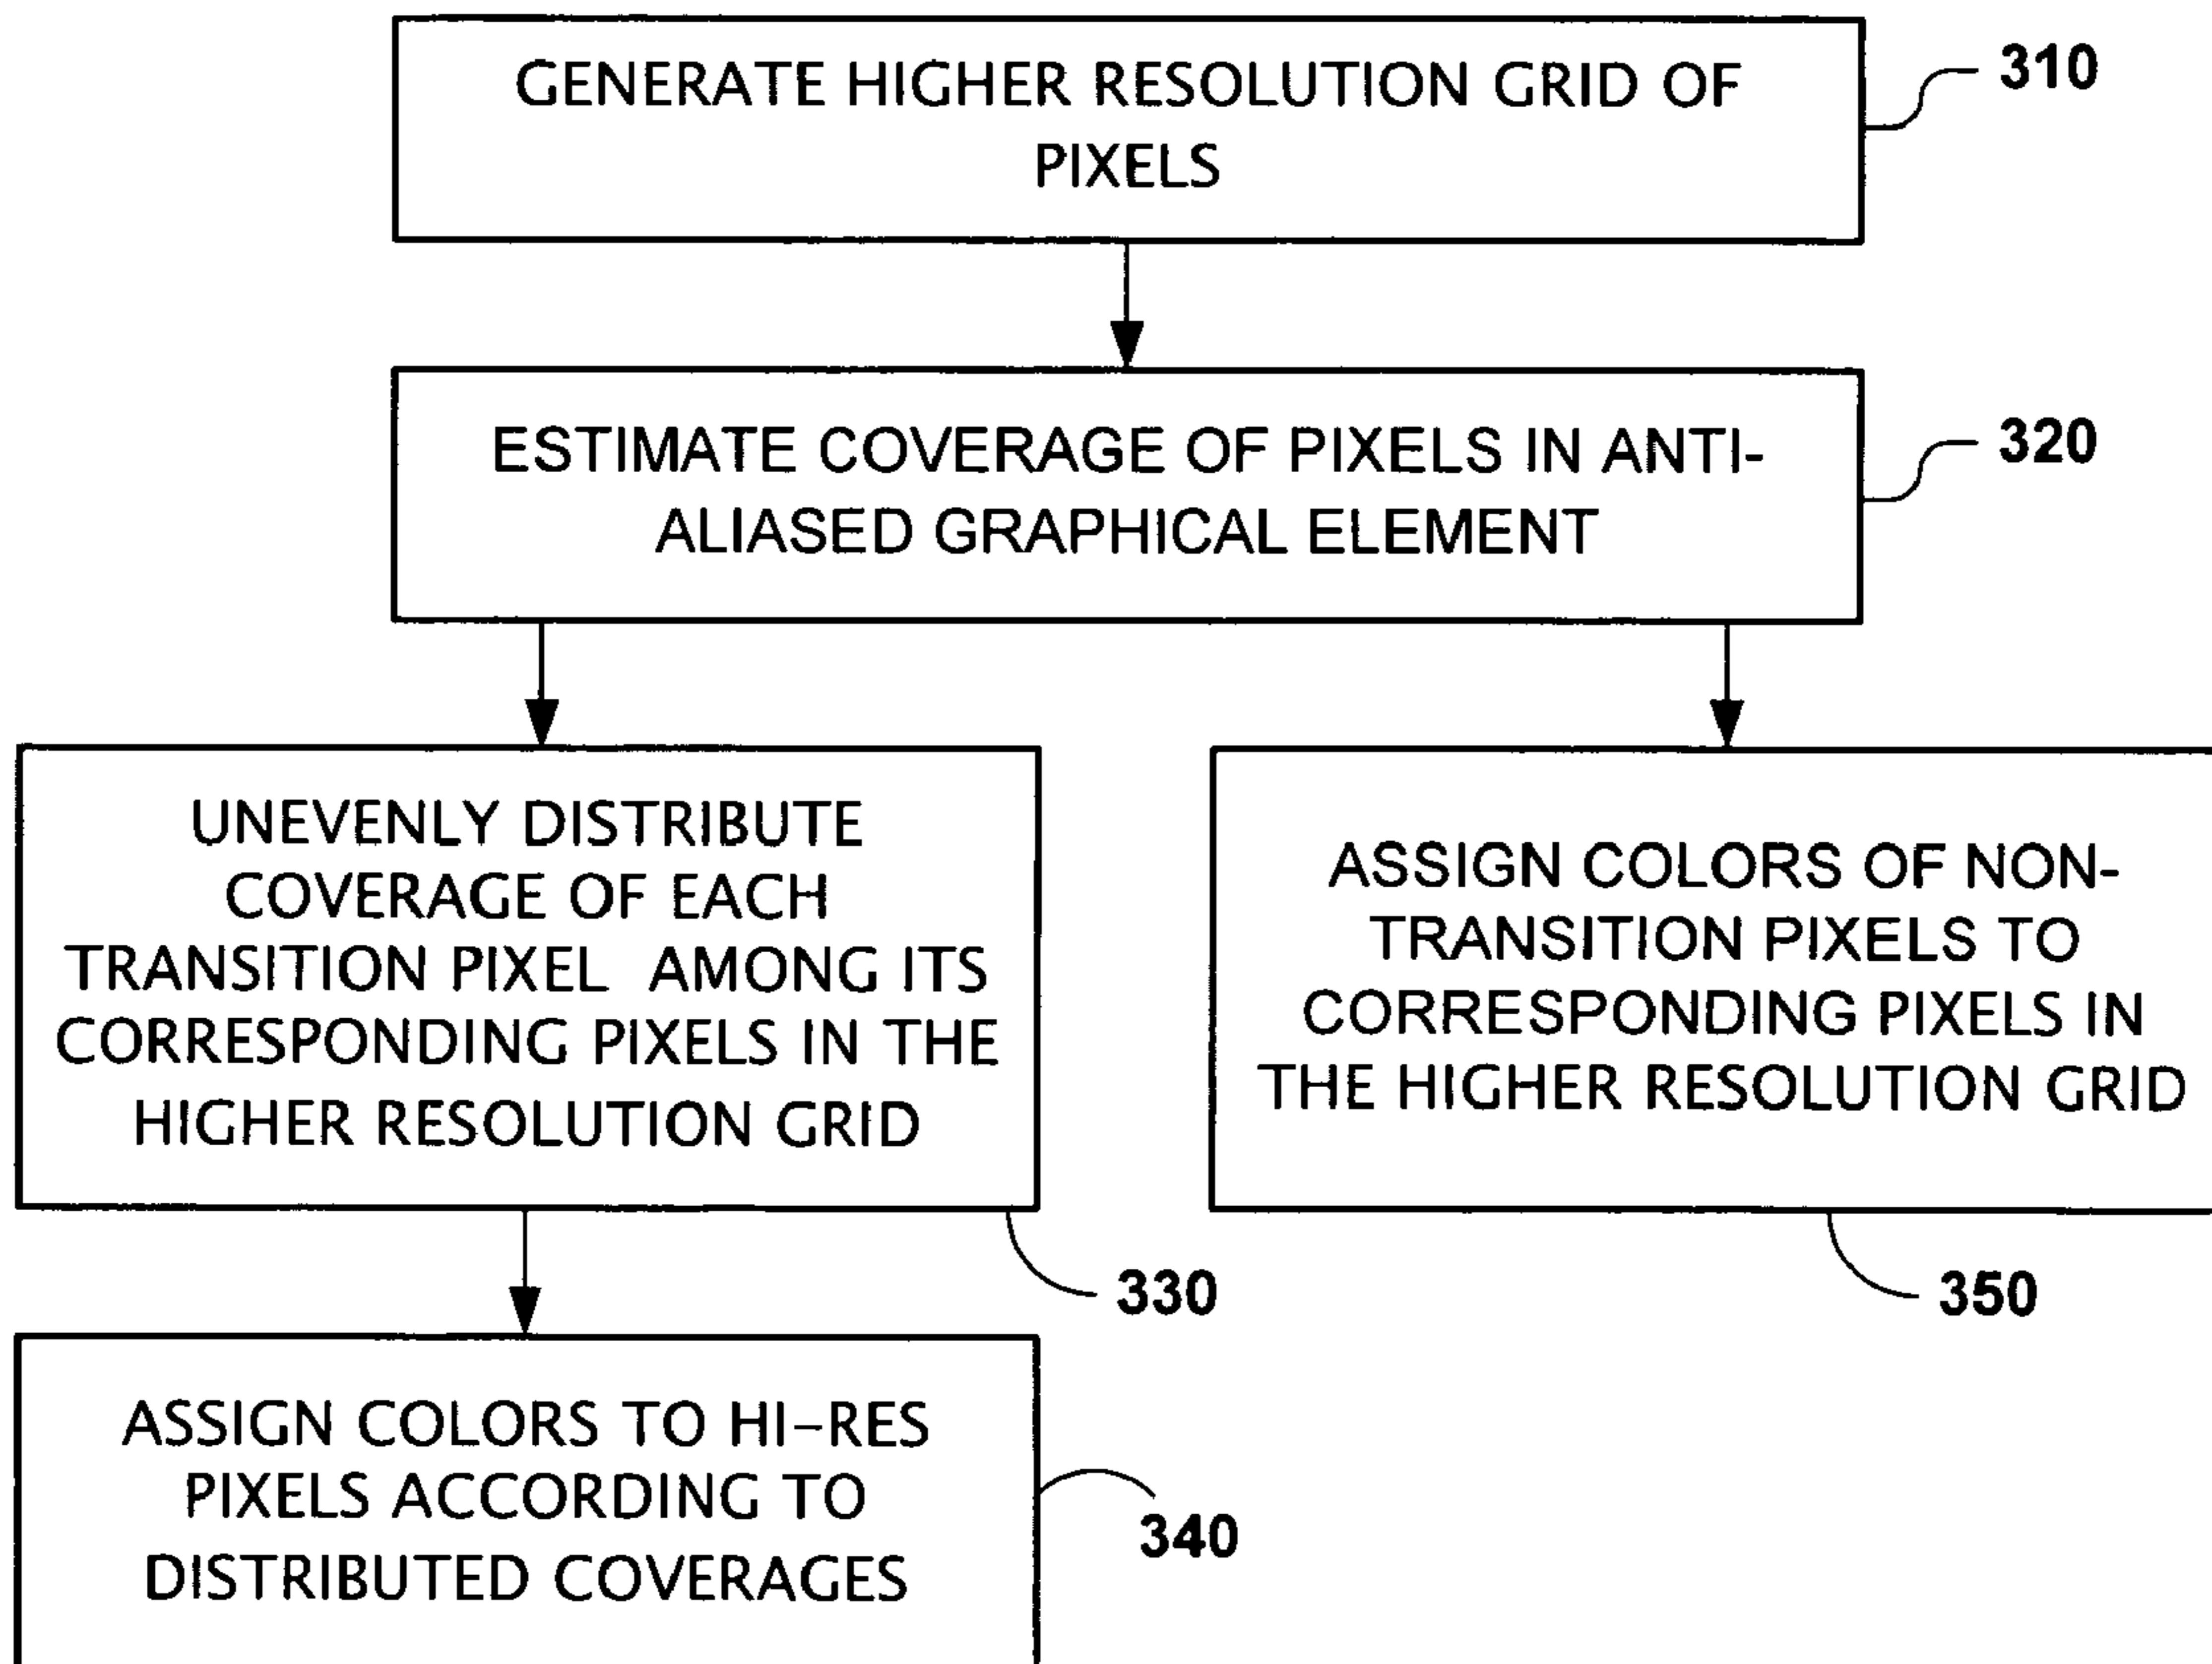 GENERATE HIGHER RESOLUTION GRID OF
PIXELS
310
ESTIMATE COVERAGE OF PIXELS IN ANTI-
ALIASED GRAPHICAL ELEMENT
320
UNEVENLY DISTRIBUTE
COVERAGE OF EACH
TRANSITION PIXEL AMONG ITS
CORRESPONDING PIXELS IN THE
HIGHER RESOLUTION GRID
330
ASSIGN COLORS OF NON-
TRANSITION PIXELS TO
CORRESPONDING PIXELS IN
THE HIGHER RESOLUTION GRID
350
ASSIGN COLORS TO HI-RES
PIXELS ACCORDING TO
DISTRIBUTED COVERAGES
340